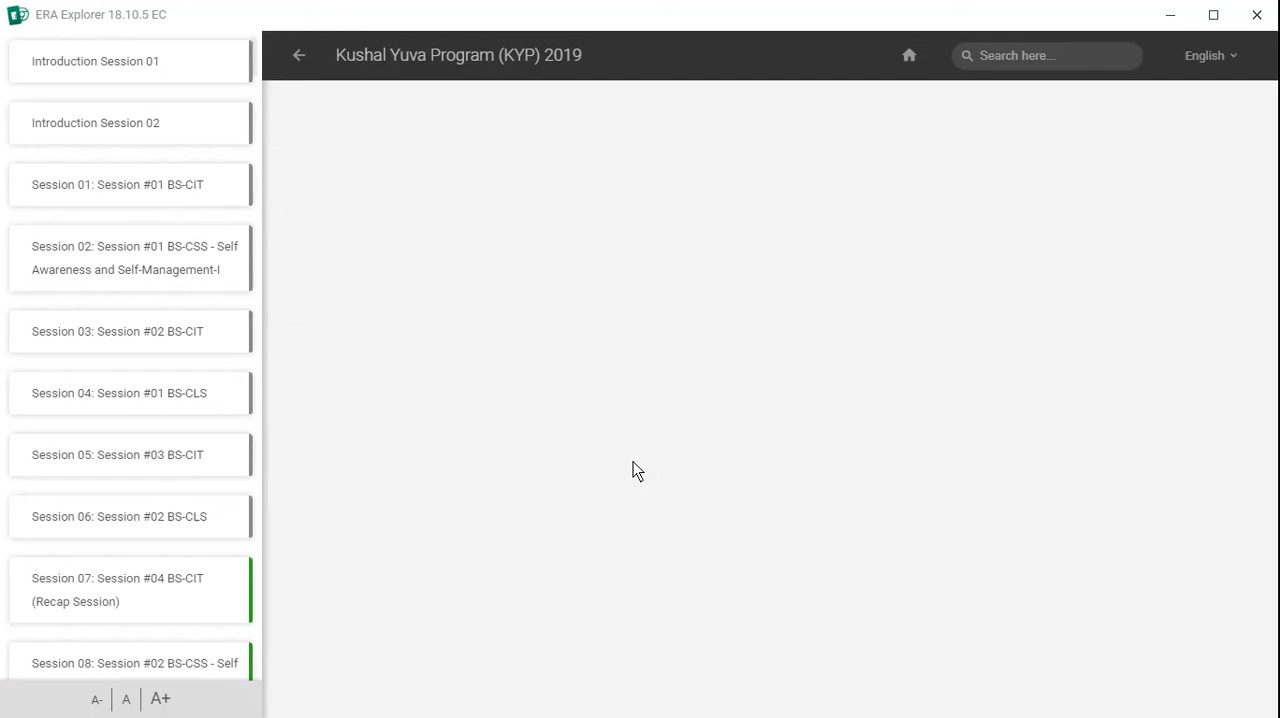 ERA Explorer 18.10.5 EC
Kushal Yuva Program (KYP) 2019
Search here...
English
Introduction Session 01
Introduction Session 02
Session 01: Session #01 BS-CIT
Session 02: Session #01 BS-CSS - Self
Awareness and Self-Management-I
Session 03: Session #02 BS-CIT
Session 04: Session #01 BS-CLS
Session 05: Session #03 BS-CIT
Session 06: Session #02 BS-CLS
Session 07: Session #04 BS-CIT
(Recap Session)
Session 08: Session #02 BS-CSS - Self
A- A A+